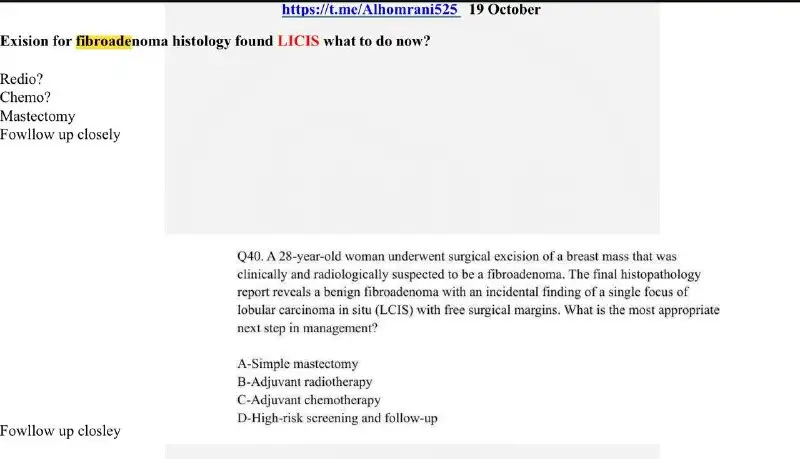 https://t.me/Alhomrani525 19 October
Exision for fibroadenoma histology found LICIS what to do now?
Redio?
Chemo?
Mastectomy
Fowllow up closely
Q40. A 28-year-old woman underwent surgical excision of a breast mass that was
clinically and radiologically suspected to be a fibroadenoma. The final histopathology
report reveals a benign fibroadenoma with an incidental finding of a single focus of
lobular carcinoma in situ (LCIS) with free surgical margins. What is the most appropriate
next step in management?
A-Simple mastectomy
B-Adjuvant radiotherapy
C-Adjuvant chemotherapy
D-High-risk screening and follow-up
Fowllow up closley